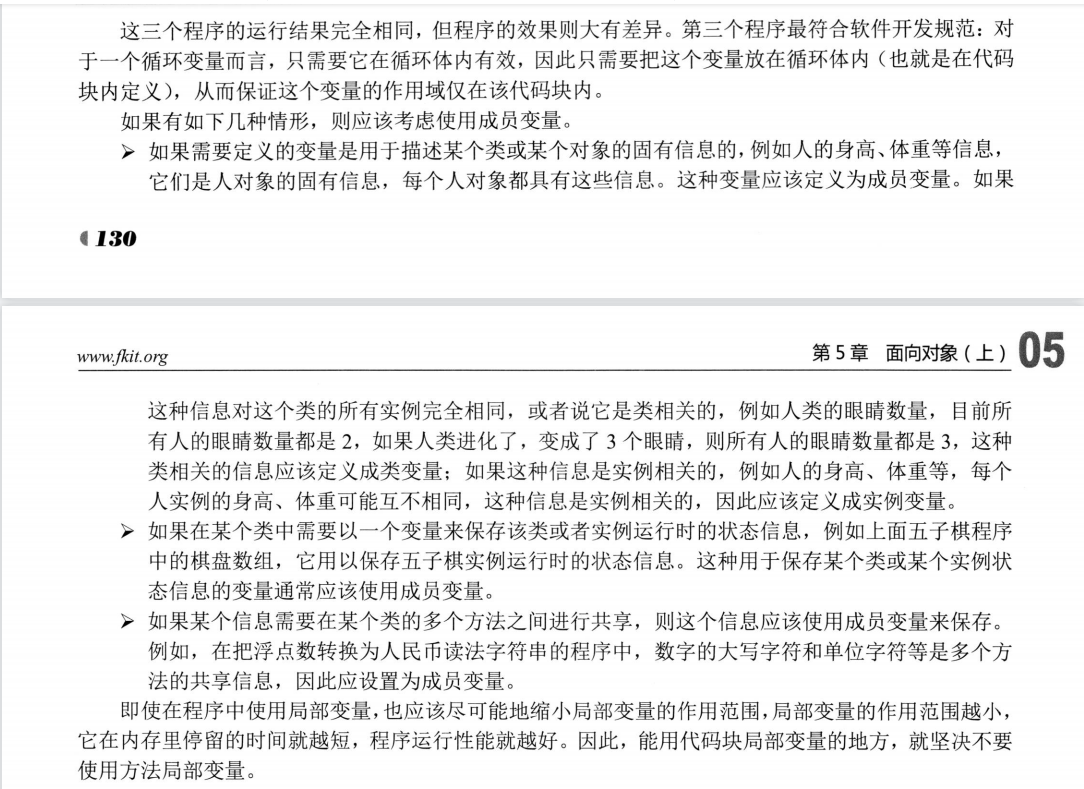 这三个程序的运行结果完全相同，但程序的效果则大有差异。第三个程序最符合软件开发规范：对
于一个循环变量而言，只需要它在循环体内有效，因此只需要把这个变量放在循环体内（也就是在代码
块内定义），从而保证这个变量的作用域仅在该代码块内。
如果有如下几种情形，则应该考虑使用成员变量。
➢ 如果需要定义的变量是用于描述某个类或某个对象的固有信息的，例如人的身高、体重等信息，
它们是人对象的固有信息，每个人对象都具有这些信息。这种变量应该定义为成员变量。如果
130
www.fkit.org
第 5 章 面向对象（上） 05
这种信息对这个类的所有实例完全相同，或者说它是类相关的，例如人类的眼睛数量，目前所
有人的眼睛数量都是 2，如果人类进化了，变成了 3 个眼睛，则所有人的眼睛数量都是 3，这种
类相关的信息应该定义成类变量；如果这种信息是实例相关的，例如人的身高、体重等，每个
人实例的身高、体重可能互不相同，这种信息是实例相关的，因此应该定义成实例变量。
➢ 如果在某个类中需要以一个变量来保存该类或者实例运行时的状态信息，例如上面五子棋程序
中的棋盘数组，它用以保存五子棋实例运行时的状态信息。这种用于保存某个类或某个实例状
态信息的变量通常应该使用成员变量。
➢ 如果某个信息需要在某个类的多个方法之间进行共享，则这个信息应该使用成员变量来保存。
例如，在把浮点数转换为人民币读法字符串的程序中，数字的大写字符和单位字符等是多个方
法的共享信息，因此应设置为成员变量。
即使在程序中使用局部变量，也应该尽可能地缩小局部变量的作用范围，局部变量的作用范围越小，
它在内存里停留的时间就越短，程序运行性能就越好。因此，能用代码块局部变量的地方，就坚决不要
使用方法局部变量。